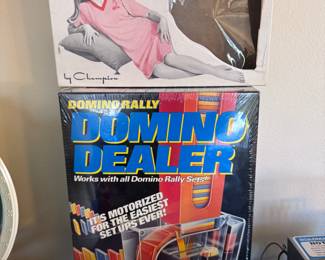 by Champion
DOMINO RALLY
DOMINO
DEALER
Works with all Domino Rally Sets!
IT'S MOTORIZED
FOR THE EASIEST
SET UPS EVER!